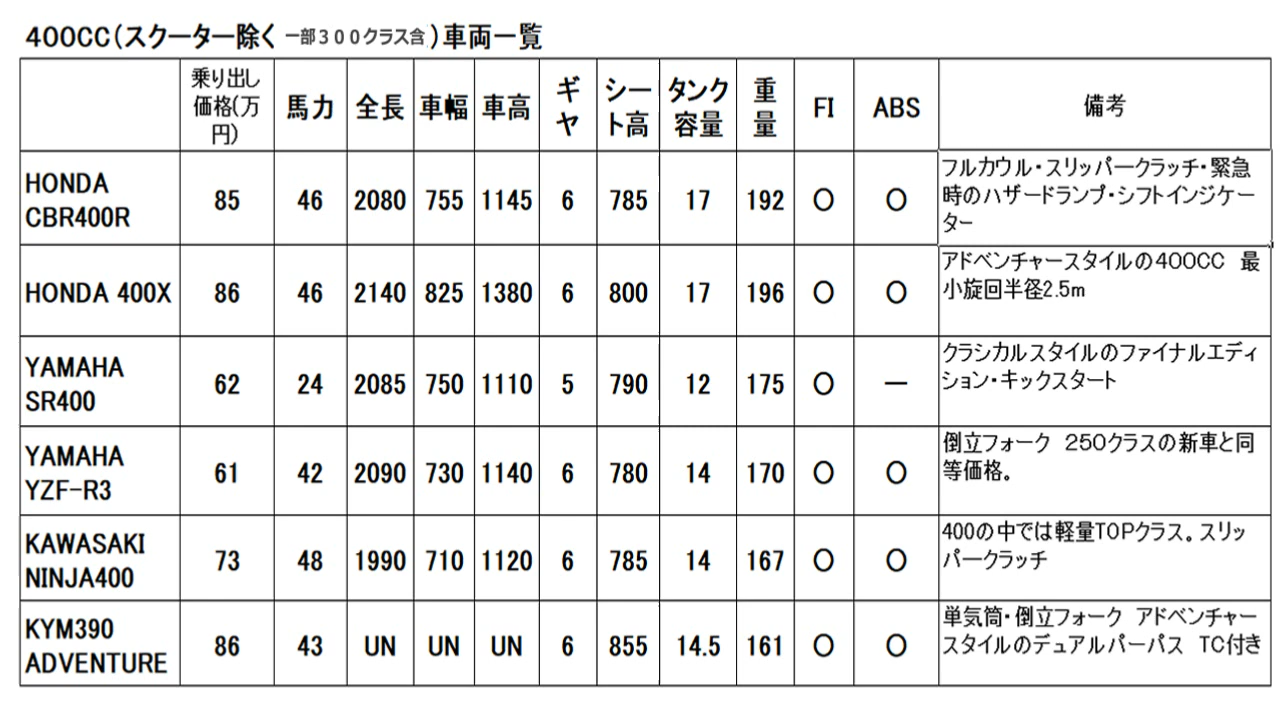 400CC(スクーター除く 一部３００クラス含)車両一覧
乗り出し
価格(万
円)
馬力
全長
車幅
車高
ギ
ヤ
シー
ト高
タンク
容量
重
量
FI
ABS
備考
HONDA
CBR400R
85
46
2080
755
1145
6
785
17
192
○
○
フルカウル・スリッパークラッチ・緊急
時のハザードランプ・シフトインジケー
ター
HONDA 400X
86
46
2140
825
1380
6
800
17
196
○
○
アドベンチャースタイルの400CC 最
小旋回半径2.5m
YAMAHA
SR400
62
24
2085
750
1110
5
790
12
175
○
―
クラシカルスタイルのファイナルエディ
ション・キックスタート
YAMAHA
YZF-R3
61
42
2090
730
1140
6
780
14
170
○
○
倒立フォーク 250クラスの新車と同
等価格。
KAWASAKI
NINJA400
73
48
1990
710
1120
6
785
14
167
○
○
400の中では軽量TOPクラス。スリッ
パークラッチ
KYM390
ADVENTURE
86
43
UN
UN
UN
6
855
14.5
161
○
○
単気筒・倒立フォーク アドベンチャー
スタイルのデュアルパーパス TC付き